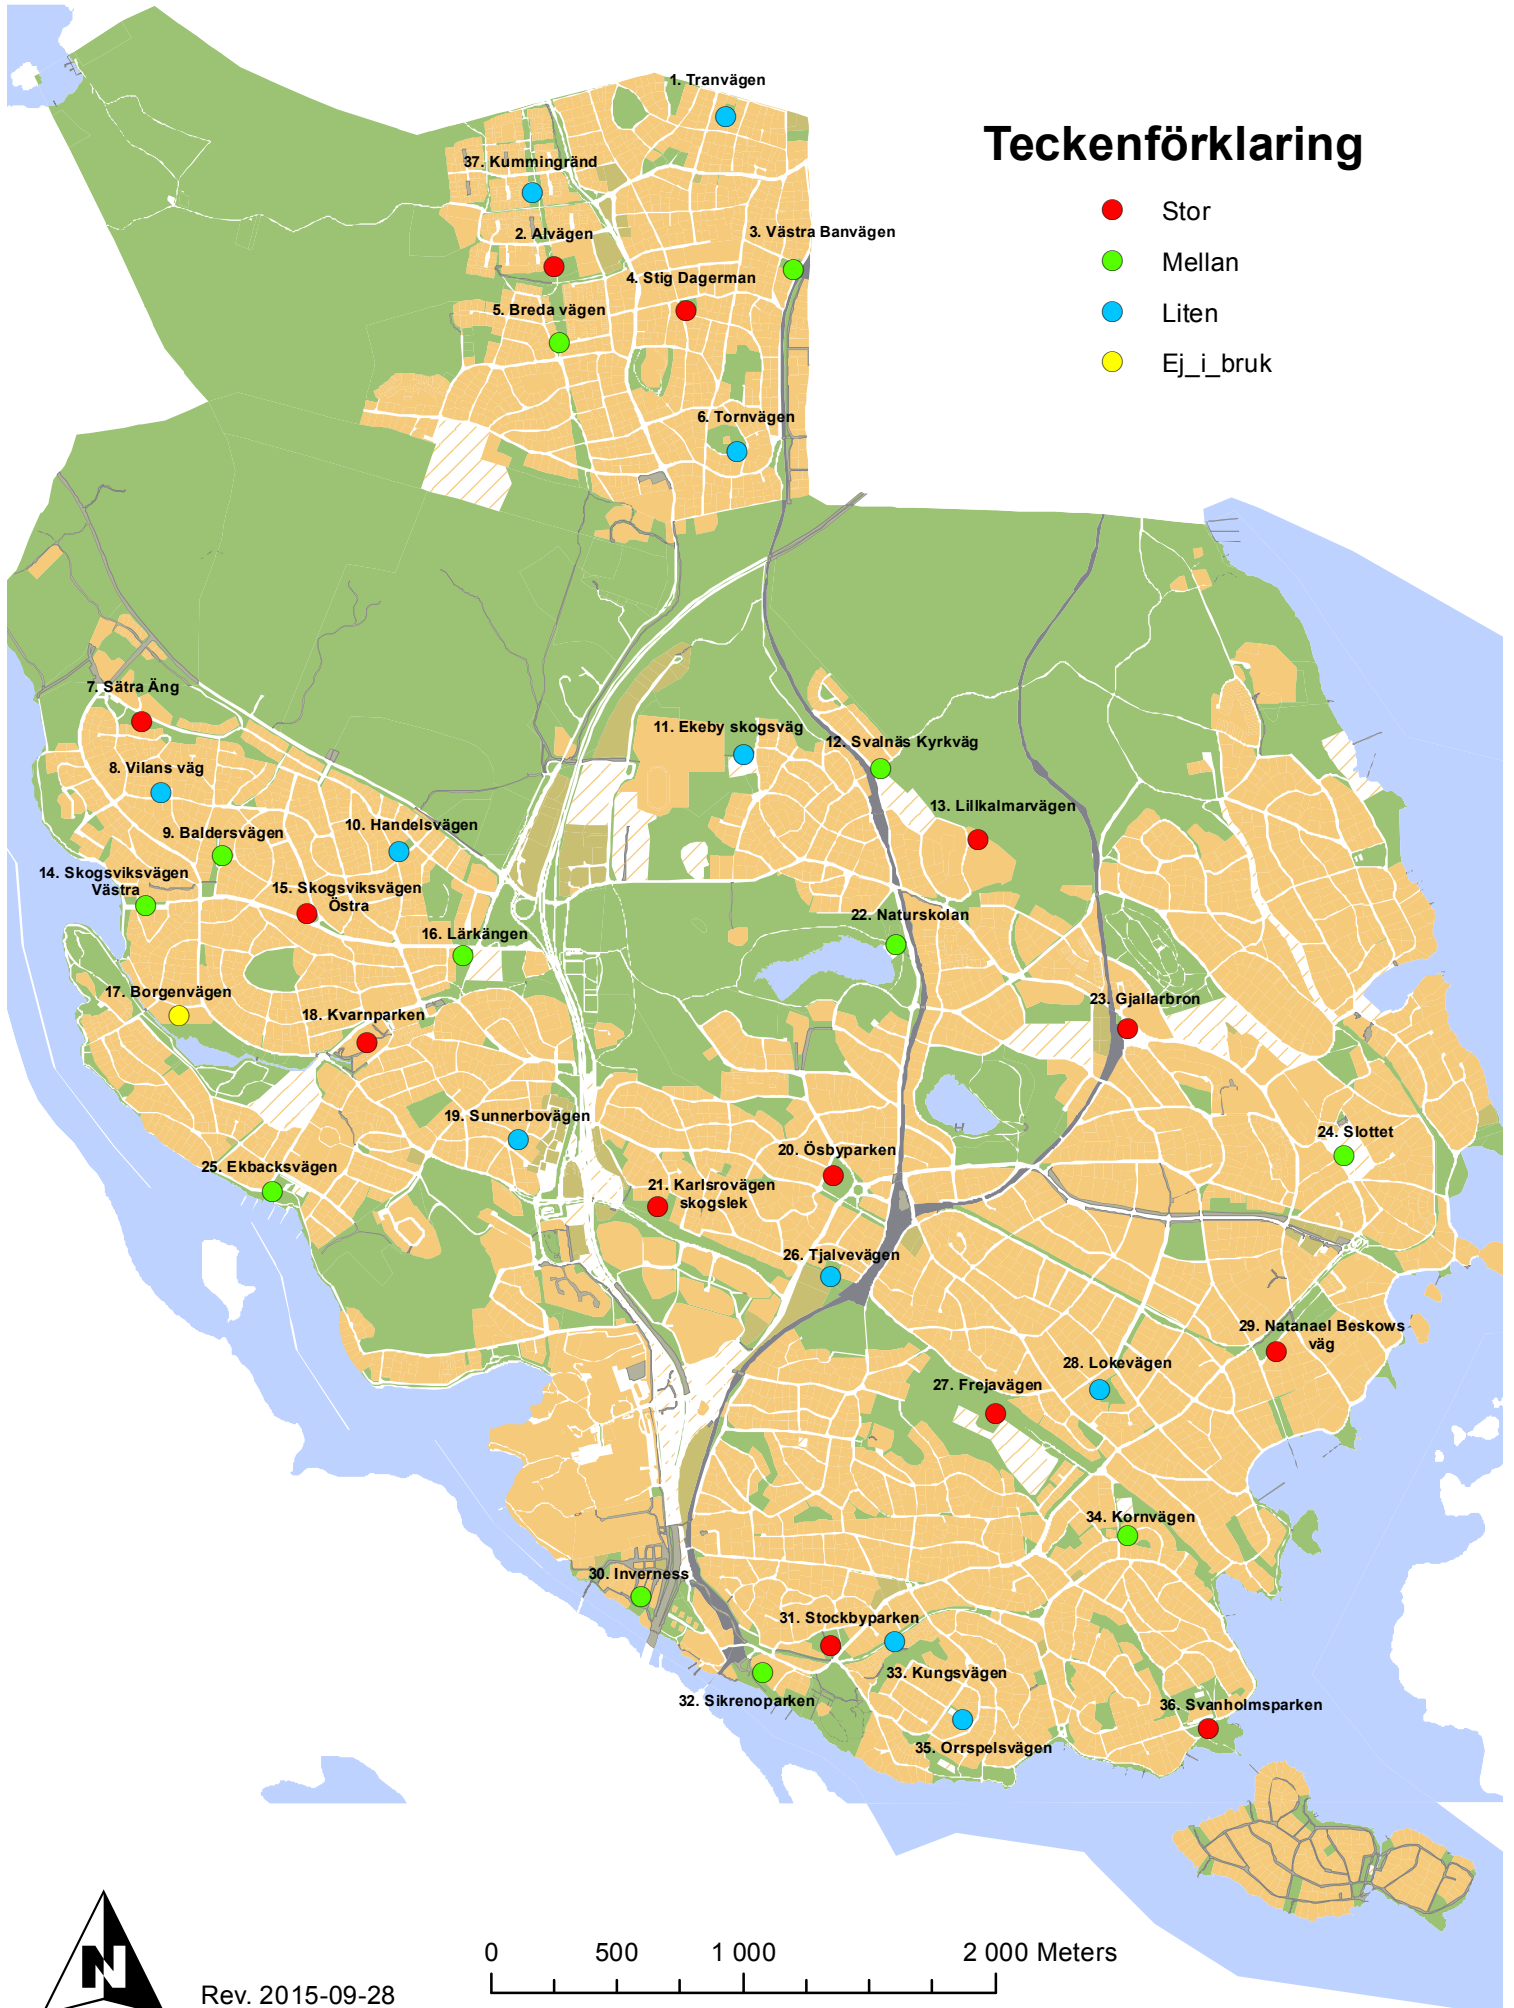 1. Tranvägen
Teckenförklaring
Stor
Mellan
Liten
Ej_i_bruk
37. Kummingränd
2. Alvägen
3. Västra Banvägen
4. Stig Dagerman
5. Breda vägen
6. Tornvägen
7. Sätra Äng
8. Vilans väg
9. Baldersvägen
10. Handelsvägen
11. Ekeby skogsväg
12. Svalnäs Kyrkväg
13. Lillkalmarvägen
14. Skogsviksvägen
Västra
15. Skogsviksvägen
Östra
16. Lärkängen
17. Borgenvägen
18. Kvarnparken
19. Sunnerbovägen
20. Ösbyparken
21. Karlsrovägen
skogslek
22. Naturskolan
23. Gjallarbron
24. Slottet
25. Ekbacksvägen
26. Tjalvevägen
27. Frejavägen
28. Lokevägen
29. Natanael Beskows
väg
30. Inverness
31. Stockbyparken
32. Sikrenoparken
33. Kungsvägen
34. Kornvägen
35. Orrspelsvägen
36. Svanholmsparken
N
Rev. 2015-09-28
0 500 1 000 2 000 Meters